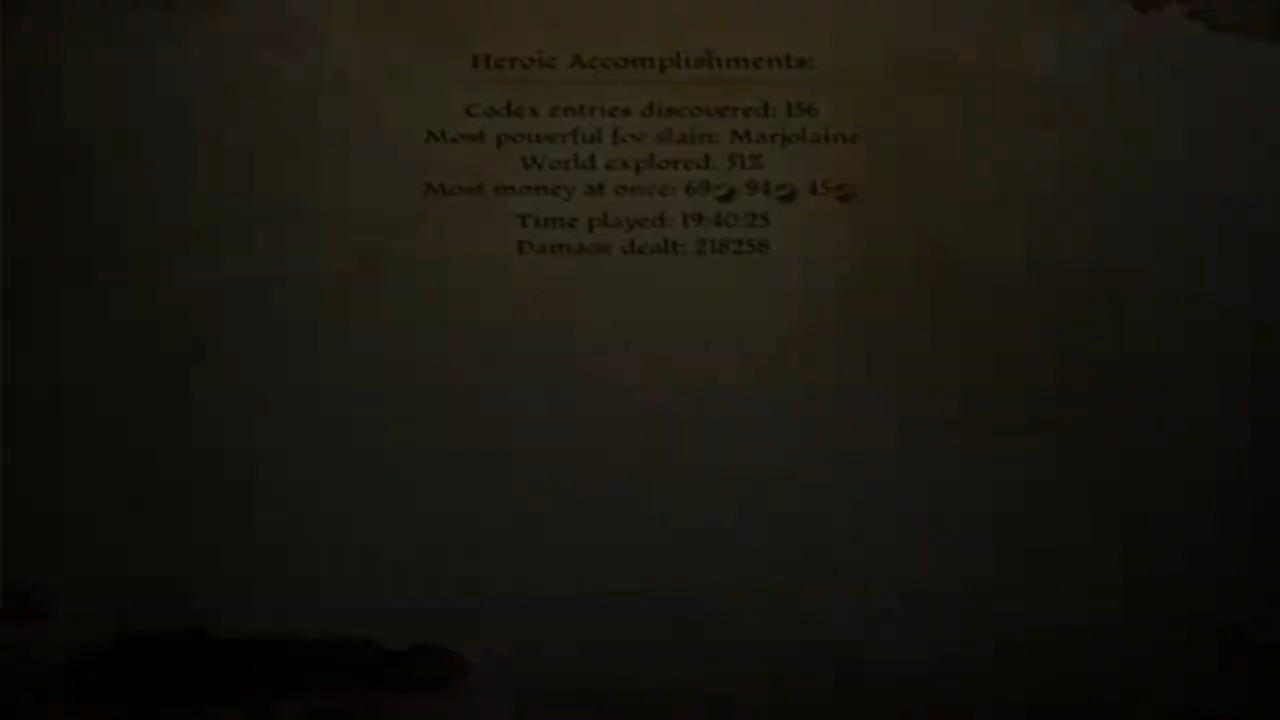 Heroic Accomplishments:
Codex entries discovered: 156
Most powerful foe slain: Marjolaine
World explored: 51%
Most money at once: 69 94 45
Time played: 19:40:25
Damage dealt: 218258